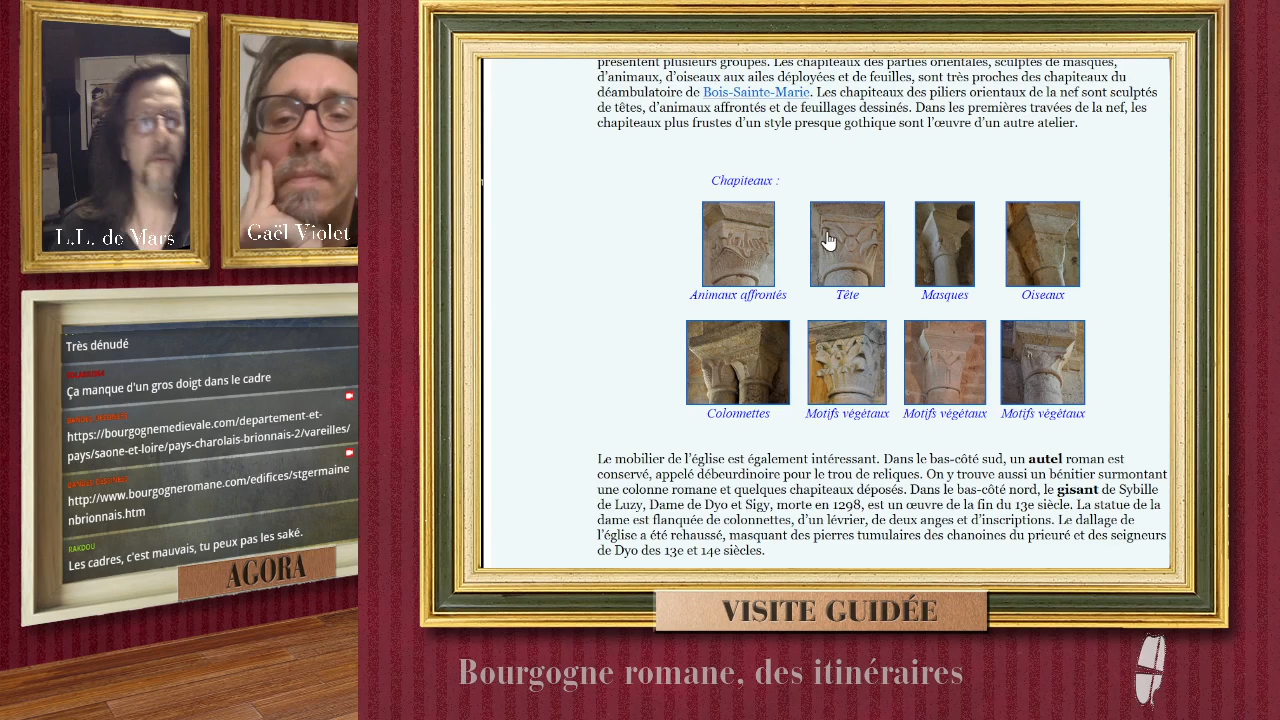 L.L. de Mars
Gaël Violet
Très dénudé
Ça manque d'un gros doigt dans le cadre
https://bourgognemedievale.com/departement-et-
pays/saone-et-loire/pays-charolais-brionnais-2/vareilles/
http://www.bourgogneromane.com/edifices/stgermaine
nbrionnais.htm
RAKDOU
Les cadres, c'est mauvais, tu peux pas les saké.
AGORA
présentent plusieurs groupes. Les chapiteaux des parties orientales, sculptés de masques,
d'animaux, d'oiseaux aux ailes déployées et de feuilles, sont très proches des chapiteaux du
déambulatoire de Bois-Sainte-Marie. Les chapiteaux des piliers orientaux de la nef sont sculptés
de têtes, d'animaux affrontés et de feuillages dessinés. Dans les premières travées de la nef, les
chapiteaux plus frustes d'un style presque gothique sont l'œuvre d'un autre atelier.
Chapiteaux :
Animaux affrontés Tête Masques Oiseaux
Colonnettes Motifs végétaux Motifs végétaux Motifs végétaux
Le mobilier de l'église est également intéressant. Dans le bas-côté sud, un autel roman est
conservé, appelé débeurdinoire pour le trou de reliques. On y trouve aussi un bénitier surmontant
une colonne romane et quelques chapiteaux déposés. Dans le bas-côté nord, le gisant de Sybille
de Luzy, Dame de Dyo et Sigy, morte en 1298, est un œuvre de la fin du 13e siècle. La statue de la
dame est flanquée de colonnettes, d'un lévrier, de deux anges et d'inscriptions. Le dallage de
l'église a été rehaussé, masquant des pierres tumulaires des chanoines du prieuré et des seigneurs
de Dyo des 13e et 14e siècles.
VISITE GUIDÉE
Bourgogne romane, des itinéraires